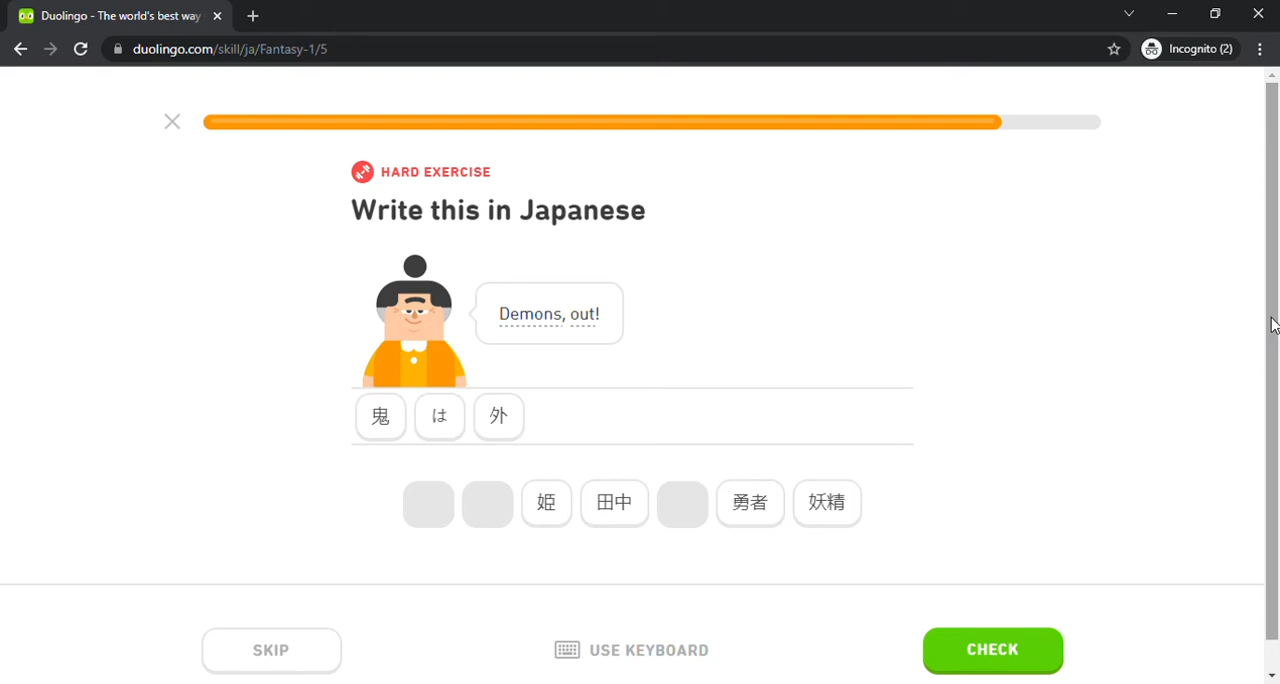 Duolingo - The world's best way
duolingo.com/skill/ja/Fantasy-1/5
Incognito (2)
HARD EXERCISE
Write this in Japanese
Demons, out!
鬼 は 外
姫 田中 勇者 妖精
SKIP
USE KEYBOARD
CHECK